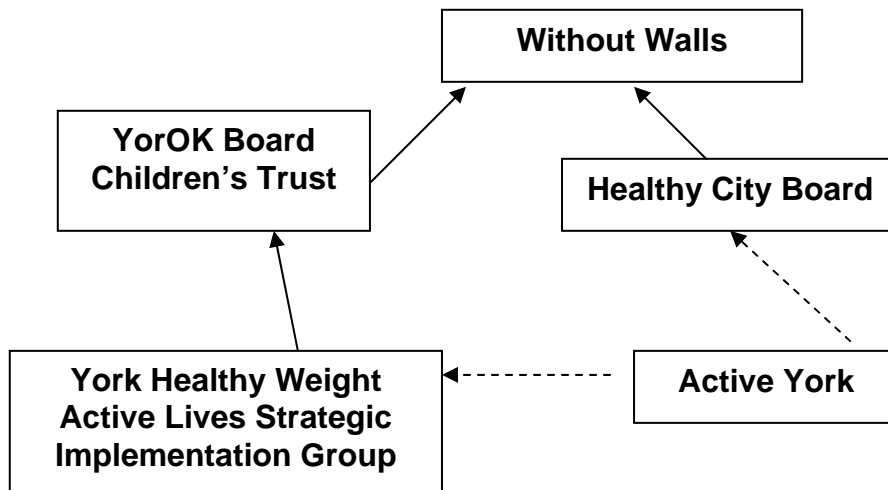 Without Walls
YorOK Board
Children's Trust
Healthy City Board
York Healthy Weight
Active Lives Strategic
Implementation Group
Active York